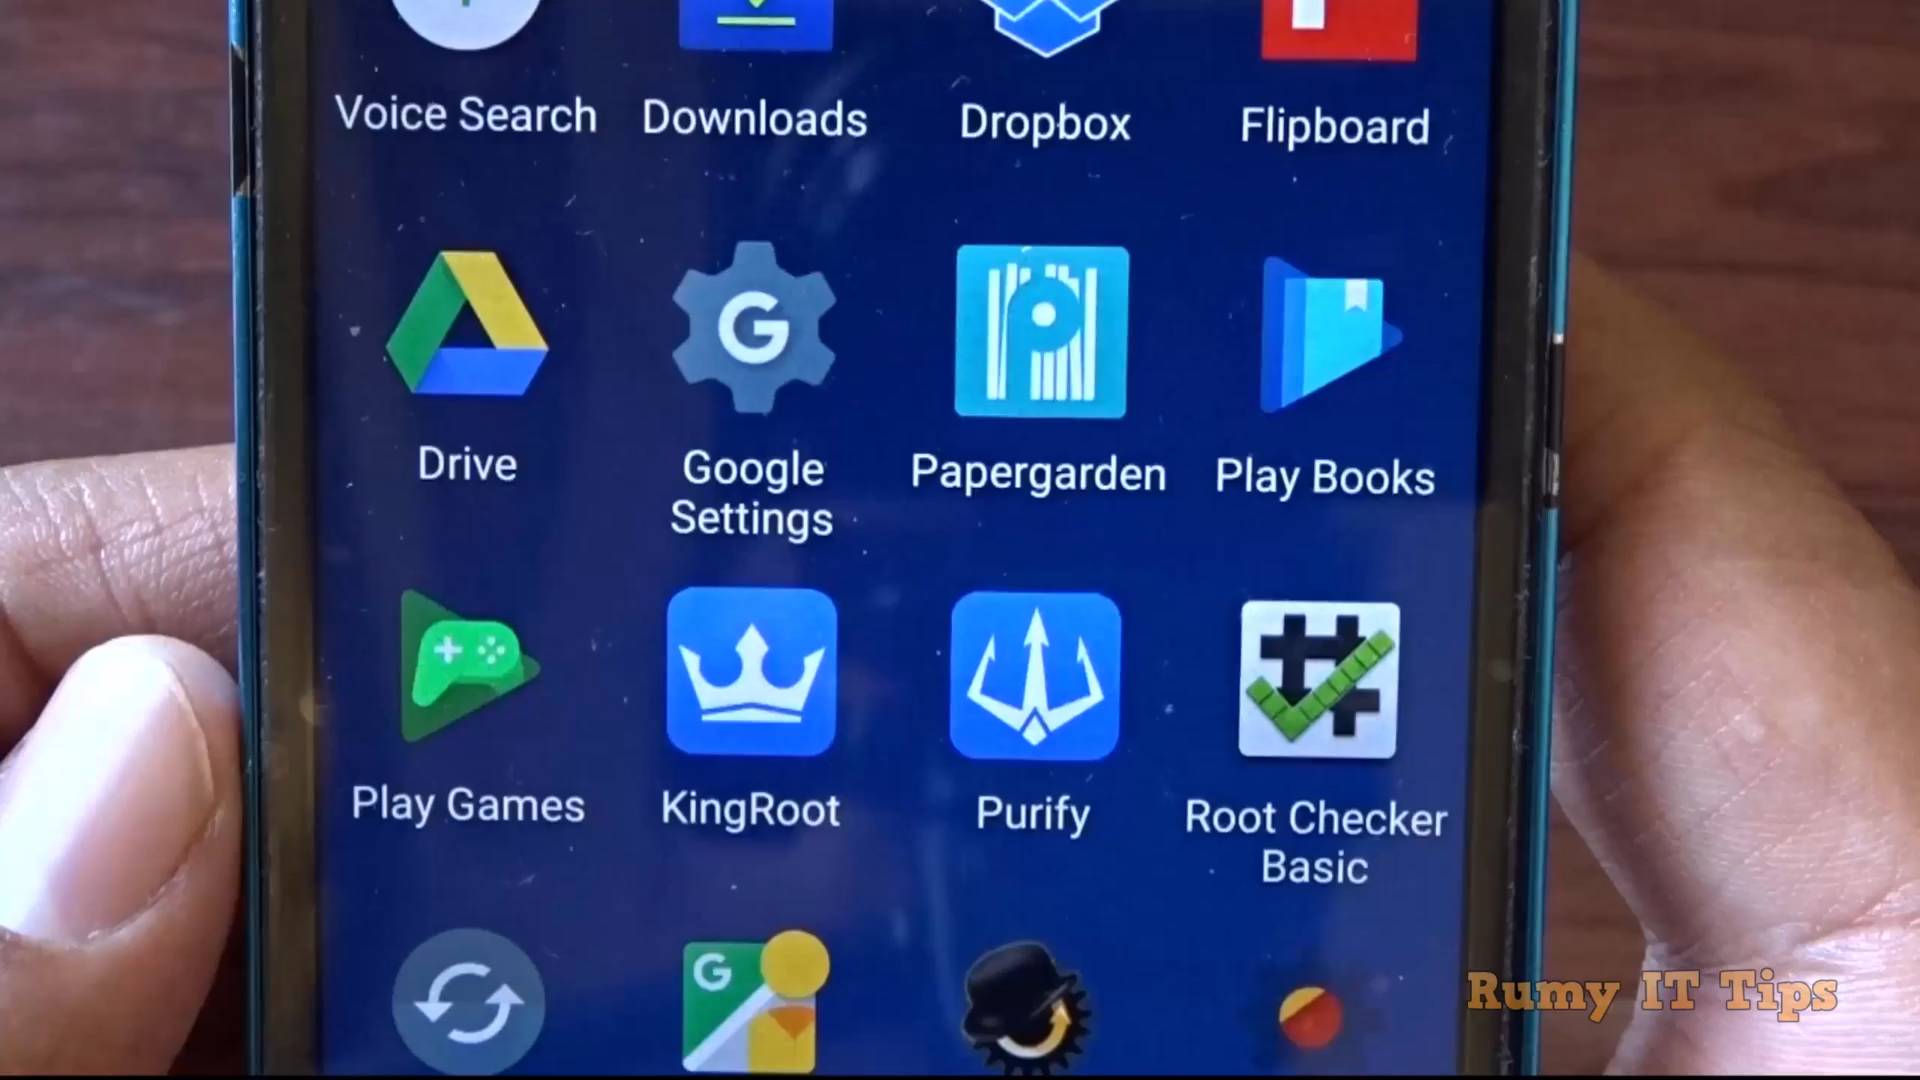 Voice Search
Downloads
Dropbox
Flipboard
Drive
Google
Settings
Papergarden
Play Books
Play Games
KingRoot
Purify
Root Checker
Basic
Rumy IT Tips